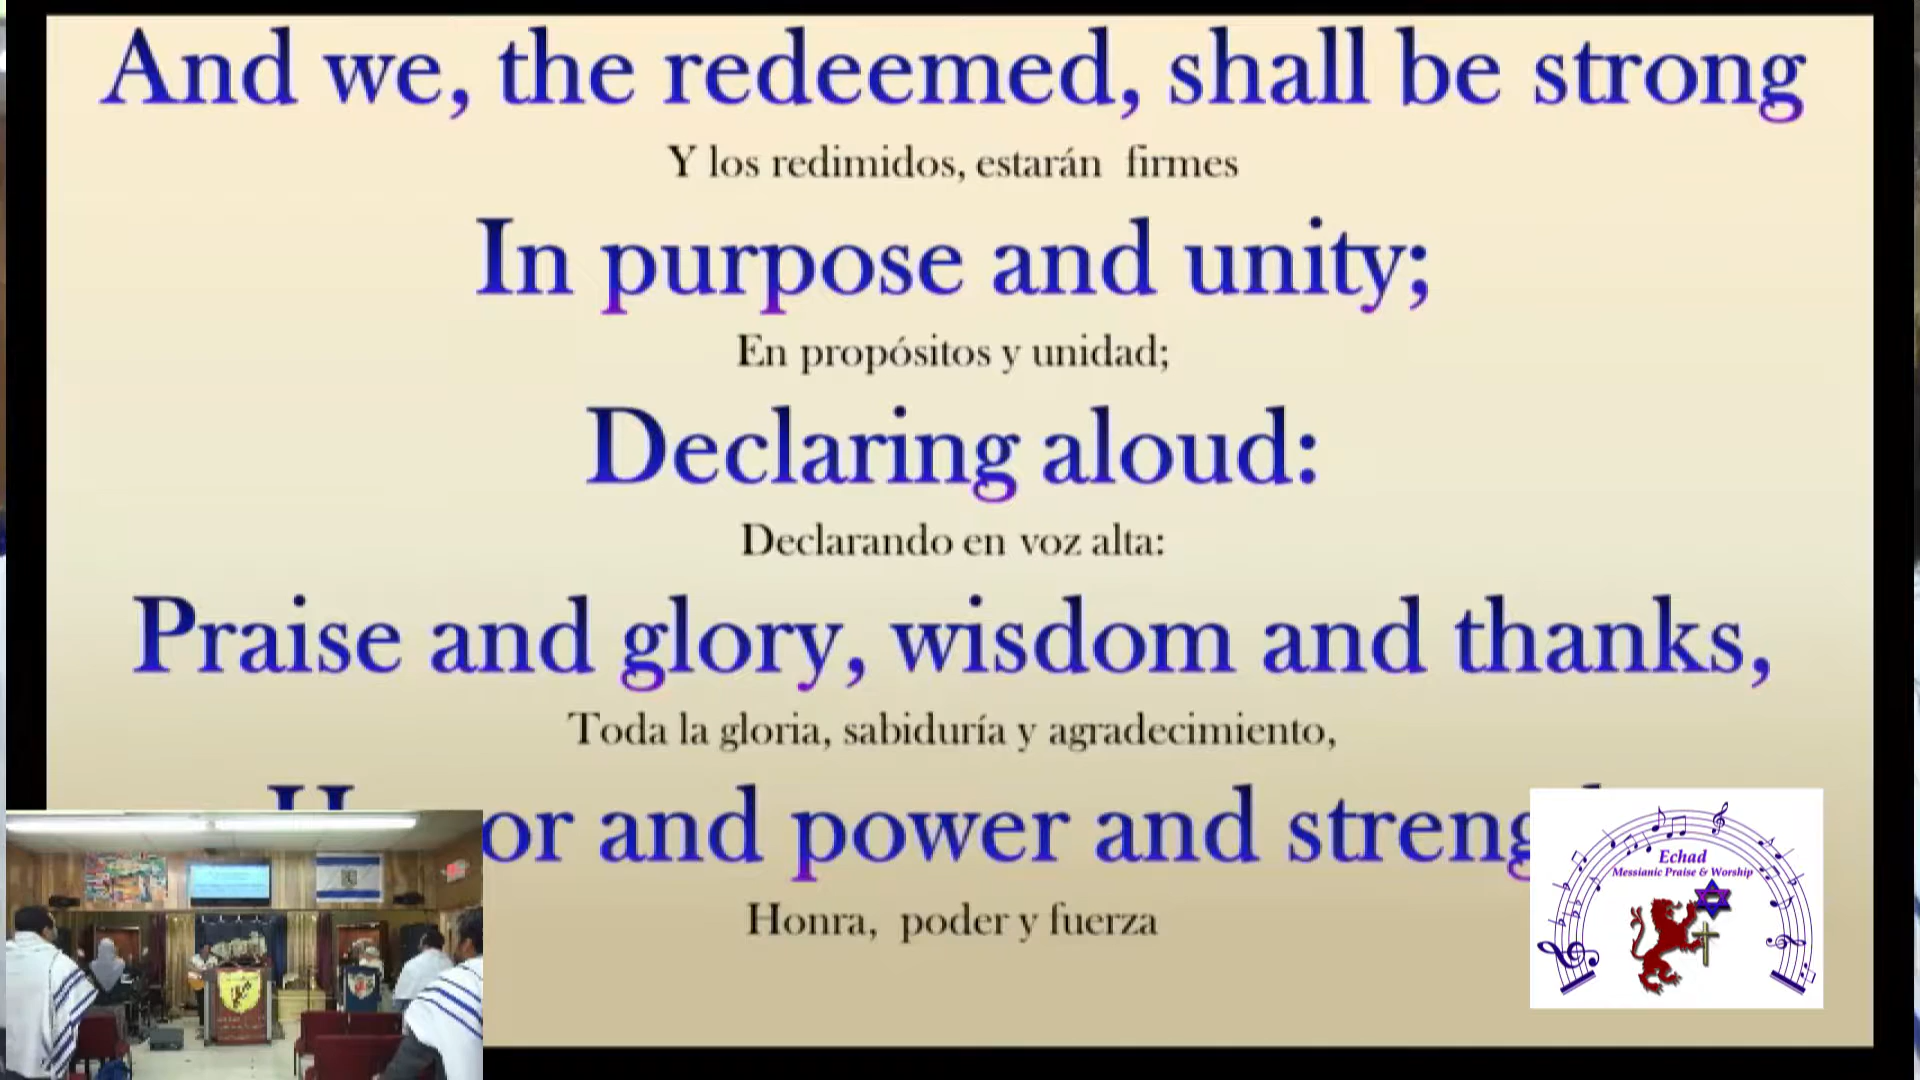 And we, the redeemed, shall be strong
Y los redimidos, estarán firmes
In purpose and unity;
En propósitos y unidad;
Declaring aloud:
Declarando en voz alta:
Praise and glory, wisdom and thanks,
Toda la gloria, sabiduría y agradecimiento,
and power and
Honra, poder y fuerza
Echad
Messianic Praise & Worship